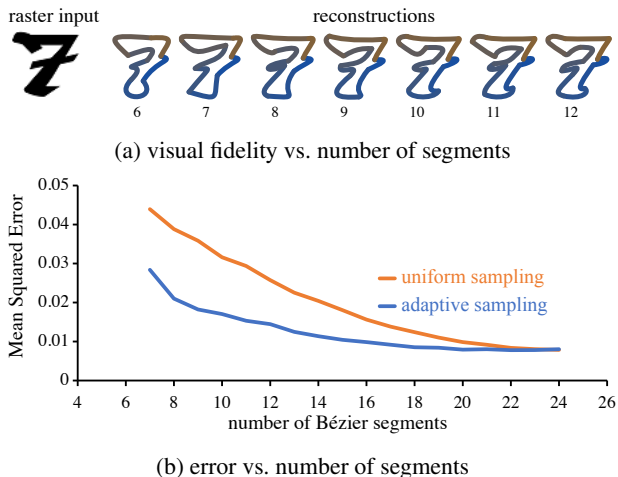 raster input reconstructions
7
6 7 8 9 10 11 12
(a) visual fidelity vs. number of segments
0.05
0.04
0.03
0.02
0.01
0
Mean Squared Error
uniform sampling
adaptive sampling
4 6 8 10 12 14 16 18 20 22 24 26
number of Bézier segments
(b) error vs. number of segments